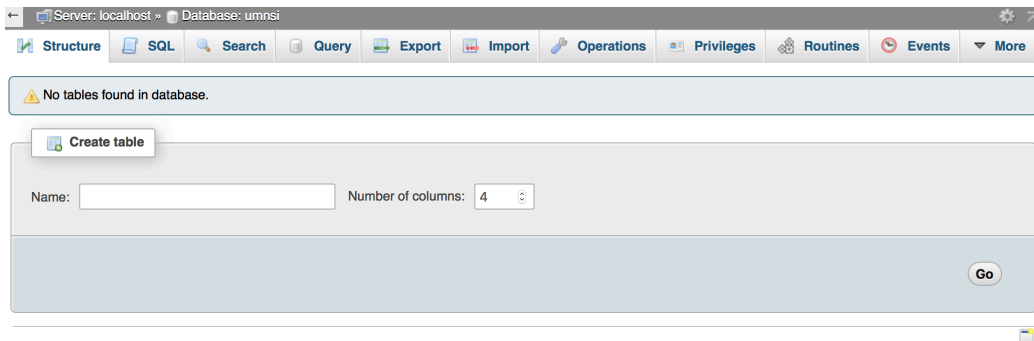 Server: localhost » Database: umnsi
Structure SQL Search Query Export Import Operations Privileges Routines Events More
No tables found in database.
Create table
Name: Number of columns: 4
Go